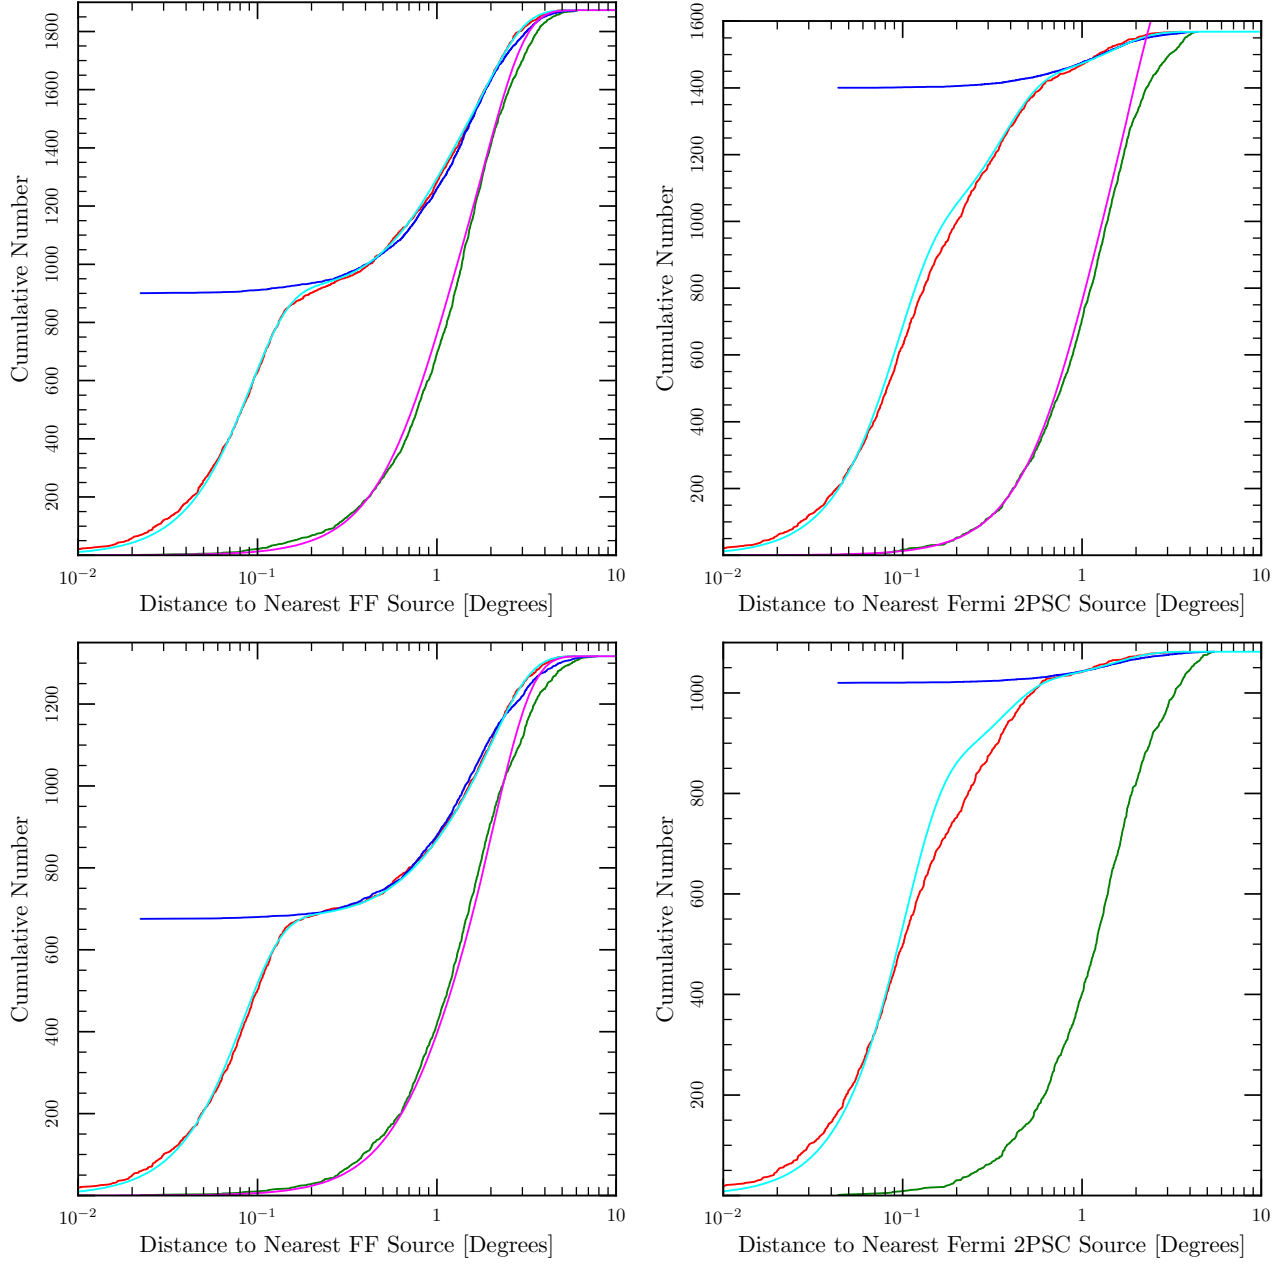 1800
1600
1400
1200
1000
800
600
400
200
Cumulative Number
10⁻² 10⁻¹ 1 10
Distance to Nearest FF Source [Degrees]
1600
1400
1200
1000
800
600
400
200
Cumulative Number
10⁻² 10⁻¹ 1 10
Distance to Nearest Fermi 2PSC Source [Degrees]
1200
1000
800
600
400
200
Cumulative Number
10⁻² 10⁻¹ 1 10
Distance to Nearest FF Source [Degrees]
1000
800
600
400
200
Cumulative Number
10⁻² 10⁻¹ 1 10
Distance to Nearest Fermi 2PSC Source [Degrees]